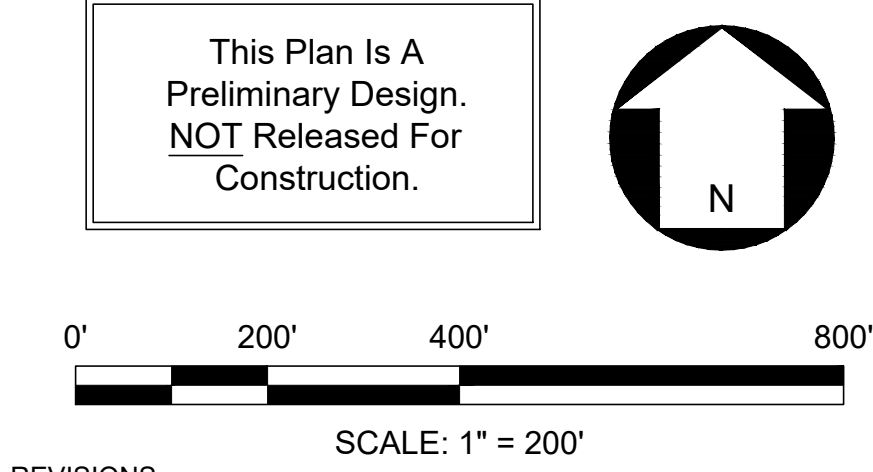 This Plan Is A
Preliminary Design.
NOT Released For
Construction.
N
0' 200' 400' 800'
SCALE: 1" = 200'
REVISIONS